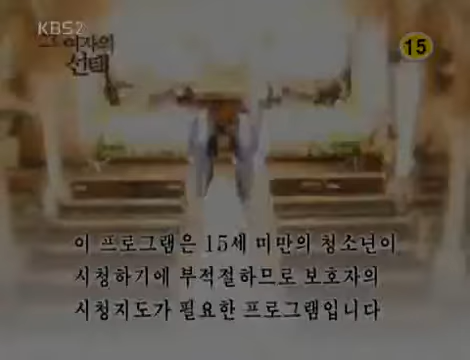 KBS2
그 여자의
선택
15
이 프로그램은 15세 미만의 청소년이
시청하기에 부적절하므로 보호자의
시청지도가 필요한 프로그램입니다